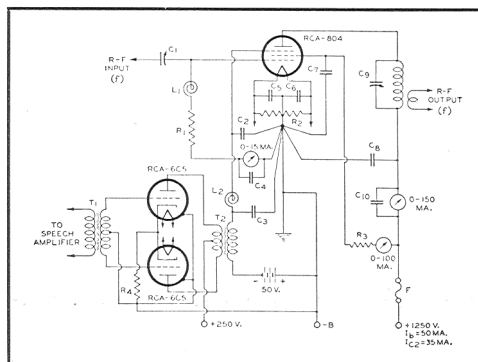 RCA-804
C1
R-F
INPUT
(f)
C7
C9
R-F
OUTPUT
(f)
L1
C5
C6
R1
C2
R2
0-15 MA.
C4
C8
RCA-6C5
L2
C10
0-150
MA.
T1
T2
C3
TO
SPEECH
AMPLIFIER
R3
0-100
MA.
R4
50 V.
- +
RCA-6C5
F
+250 V.
-B
+1250 V.
Ib=50 MA.
IC2=35 MA.